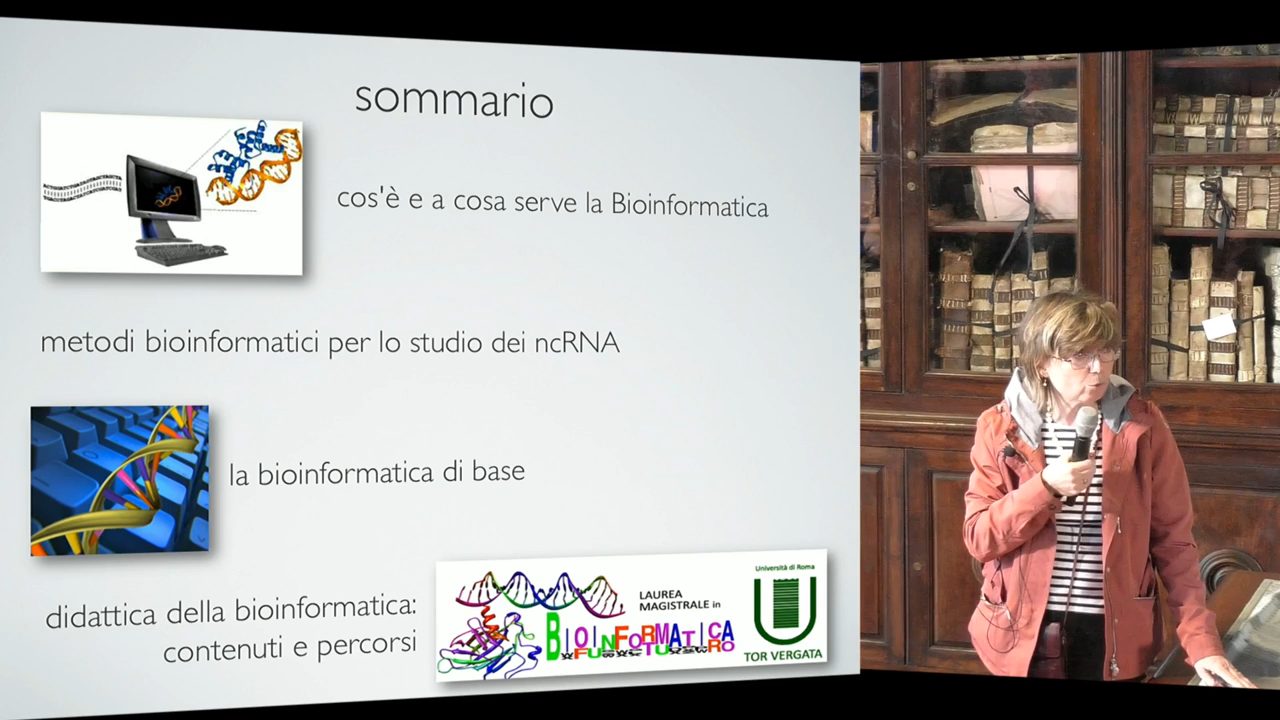 sommario
cos'è e a cosa serve la Bioinformatica
metodi bioinformatici per lo studio dei ncRNA
la bioinformatica di base
didattica della bioinformatica:
contenuti e percorsi
LAUREA
MAGISTRALE in
BIOINFORMATICA
Università di Roma
TOR VERGATA